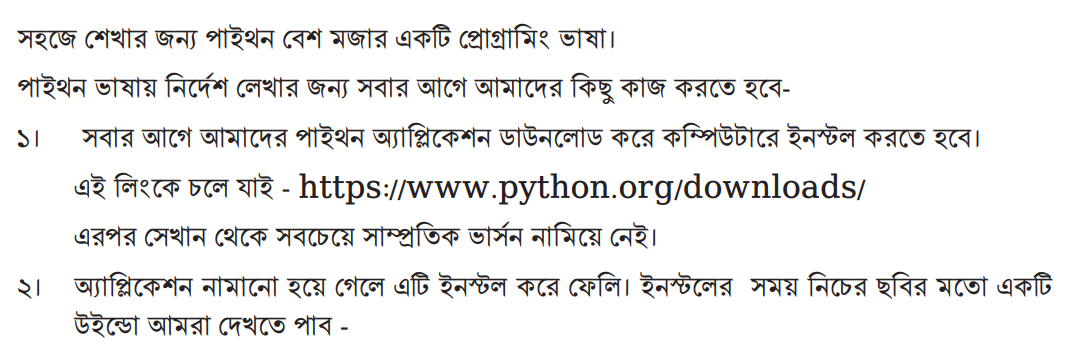 সহজে শেখার জন্য পাইথন বেশ মজার একটি প্রোগ্রামিং ভাষা।
পাইথন ভাষায় নির্দেশ লেখার জন্য সবার আগে আমাদের কিছু কাজ করতে হবে-
১। সবার আগে আমাদের পাইথন অ্যাপ্লিকেশন ডাউনলোড করে কম্পিউটারে ইনস্টল করতে হবে।
এই লিংকে চলে যাই - https://www.python.org/downloads/
এরপর সেখান থেকে সবচেয়ে সাম্প্রতিক ভার্সন নামিয়ে নেই।
২। অ্যাপ্লিকেশন নামানো হয়ে গেলে এটি ইনস্টল করে ফেলি। ইনস্টলের সময় নিচের ছবির মতো একটি
উইন্ডো আমরা দেখতে পাব -